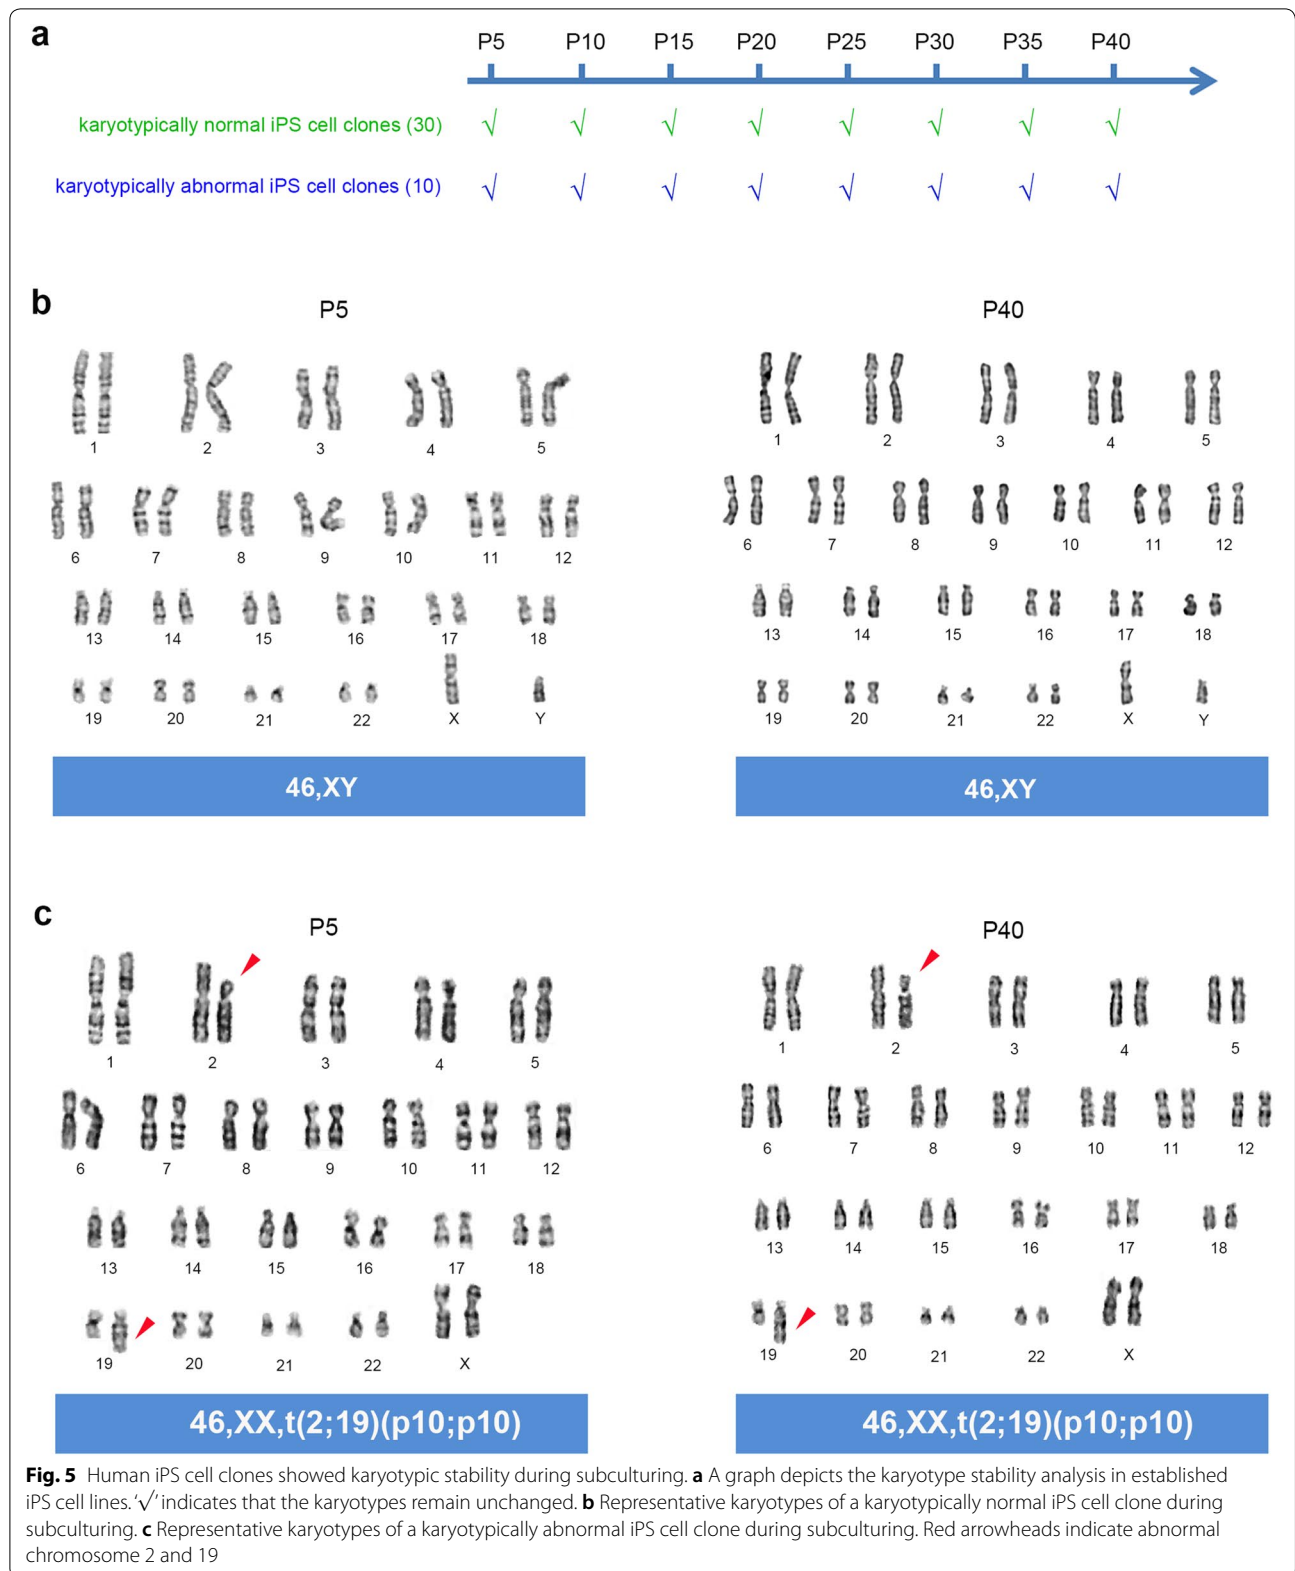 a
P5 P10 P15 P20 P25 P30 P35 P40
karyotypically normal iPS cell clones (30) √ √ √ √ √ √ √ √
karyotypically abnormal iPS cell clones (10) √ √ √ √ √ √ √ √
b
P5
1 2 3 4 5
6 7 8 9 10 11 12
13 14 15 16 17 18
19 20 21 22 X Y
46,XY
P40
1 2 3 4 5
6 7 8 9 10 11 12
13 14 15 16 17 18
19 20 21 22 X Y
46,XY
c
P5
1 2 3 4 5
6 7 8 9 10 11 12
13 14 15 16 17 18
19 20 21 22 X
46,XX,t(2;19)(p10;p10)
P40
1 2 3 4 5
6 7 8 9 10 11 12
13 14 15 16 17 18
19 20 21 22 X
46,XX,t(2;19)(p10;p10)
Fig. 5 Human iPS cell clones showed karyotypic stability during subculturing. a A graph depicts the karyotype stability analysis in established
iPS cell lines. ‘√’ indicates that the karyotypes remain unchanged. b Representative karyotypes of a karyotypically normal iPS cell clone during
subculturing. c Representative karyotypes of a karyotypically abnormal iPS cell clone during subculturing. Red arrowheads indicate abnormal
chromosome 2 and 19